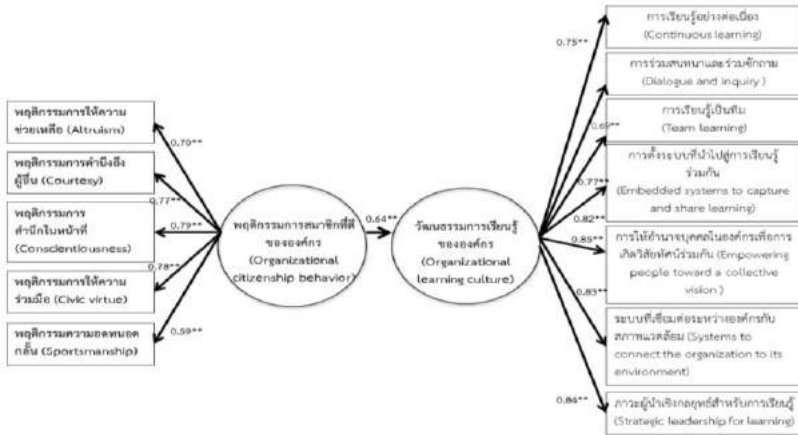 พฤติกรรมการให้ความ
ช่วยเหลือ (Altruism)
พฤติกรรมการคำนึงถึง
ผู้อื่น (Courtesy)
พฤติกรรมการ
สำนึกในหน้าที่
(Conscientiousness)
พฤติกรรมการให้ความ
ร่วมมือ (Civic virtue)
พฤติกรรมความอดทนอด
กลั้น (Sportsmanship)
0.70**
0.77**
0.79**
0.78**
0.59**
พฤติกรรมการสมาชิกที่ดี
ขององค์กร
(Organizational
citizenship behavior)
0.64**
วัฒนธรรมการเรียนรู้
ขององค์กร
(Organizational
learning culture)
0.75**
0.69**
0.77**
0.82**
0.85**
0.83**
0.84**
การเรียนรู้อย่างต่อเนื่อง
(Continuous learning)
การร่วมสนทนาและร่วมซักถาม
(Dialogue and inquiry )
การเรียนรู้เป็นทีม
(Team learning)
การตั้งระบบที่นำไปสู่การเรียนรู้
ร่วมกัน
(Embedded systems to capture
and share learning)
การให้อำนาจบุคคลในองค์กรเพื่อการ
เกิดวิสัยทัศน์ร่วมกัน (Empowering
people toward a collective
vision )
ระบบที่เชื่อมต่อระหว่างองค์กรกับ
สภาพแวดล้อม (Systems to
connect the organization to its
environment)
ภาวะผู้นำเชิงกลยุทธ์สำหรับการเรียนรู้
(Strategic leadership for learning)